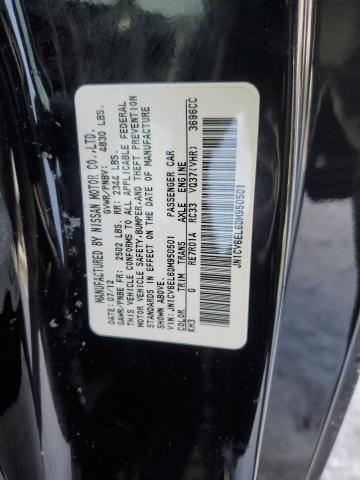 MANUFACTURED BY NISSAN MOTOR CO.,LTD.
DATE: 07/12 GVWR/PNBV: 4830 LBS.
GAWR/PNBE FR: 2502 LBS. RR: 2344 LBS.
THIS VEHICLE CONFORMS TO ALL APPLICABLE FEDERAL
MOTOR VEHICLE SAFETY,BUMPER,AND THEFT PREVENTION
STANDARDS IN EFFECT ON THE DATE OF MANUFACTURE
SHOWN ABOVE.
VIN: JN1CV6EL6DM950501 PASSENGER CAR
COLOR TRIM TRANS AXLE ENGINE
KH3 G RE7R01A RC33 VQ37(VHR) 3696CC
JN1CV6EL6DM950501